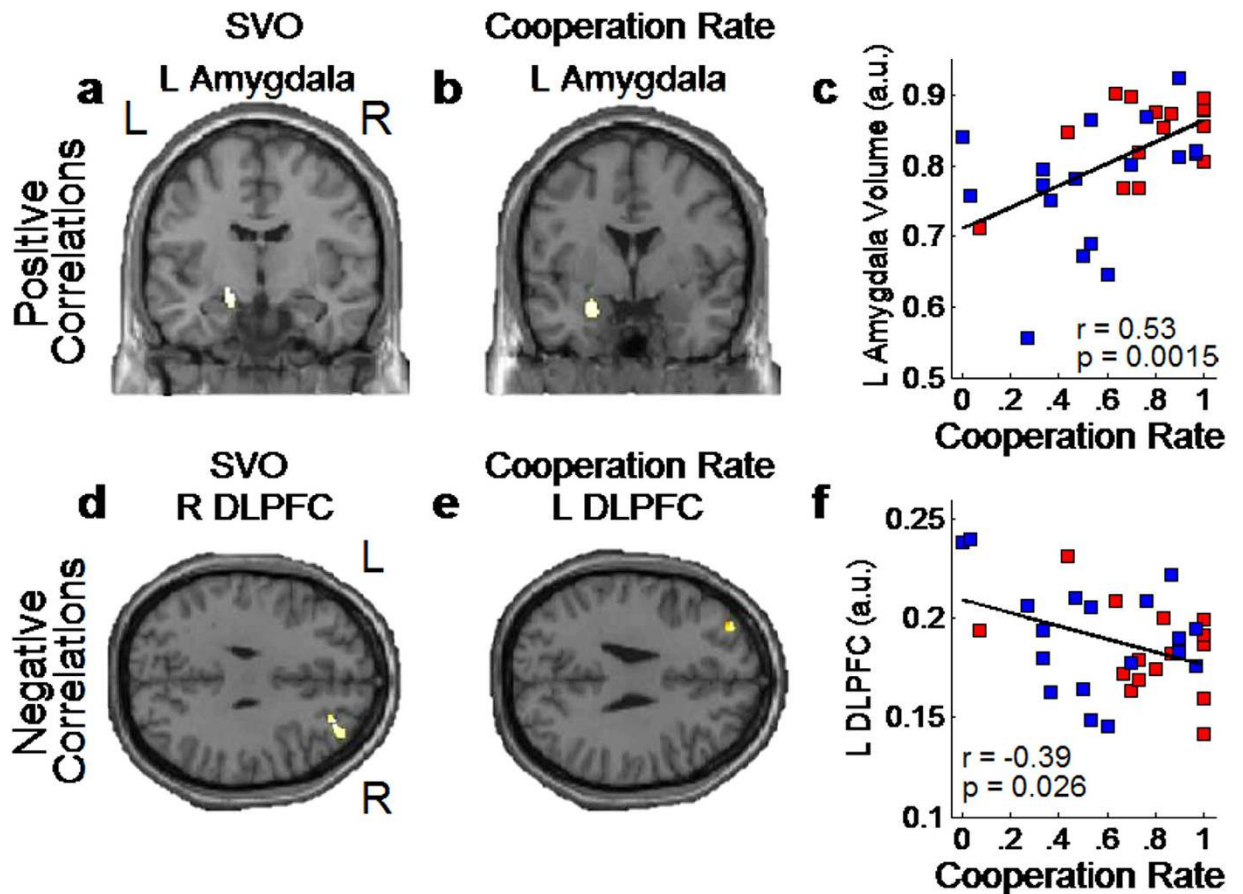 SVO
L Amygdala
a
L
R
Cooperation Rate
L Amygdala
b
c
Positive
Correlations
L Amygdala Volume (a.u.)
0.9
0.8
0.7
0.6
0.5
r = 0.53
p = 0.0015
0 .2 .4 .6 .8 1
Cooperation Rate
SVO
R DLPFC
d
L
R
Cooperation Rate
L DLPFC
e
f
Negative
Correlations
L DLPFC (a.u.)
0.25
0.2
0.15
0.1
r = -0.39
p = 0.026
0 .2 .4 .6 .8 1
Cooperation Rate